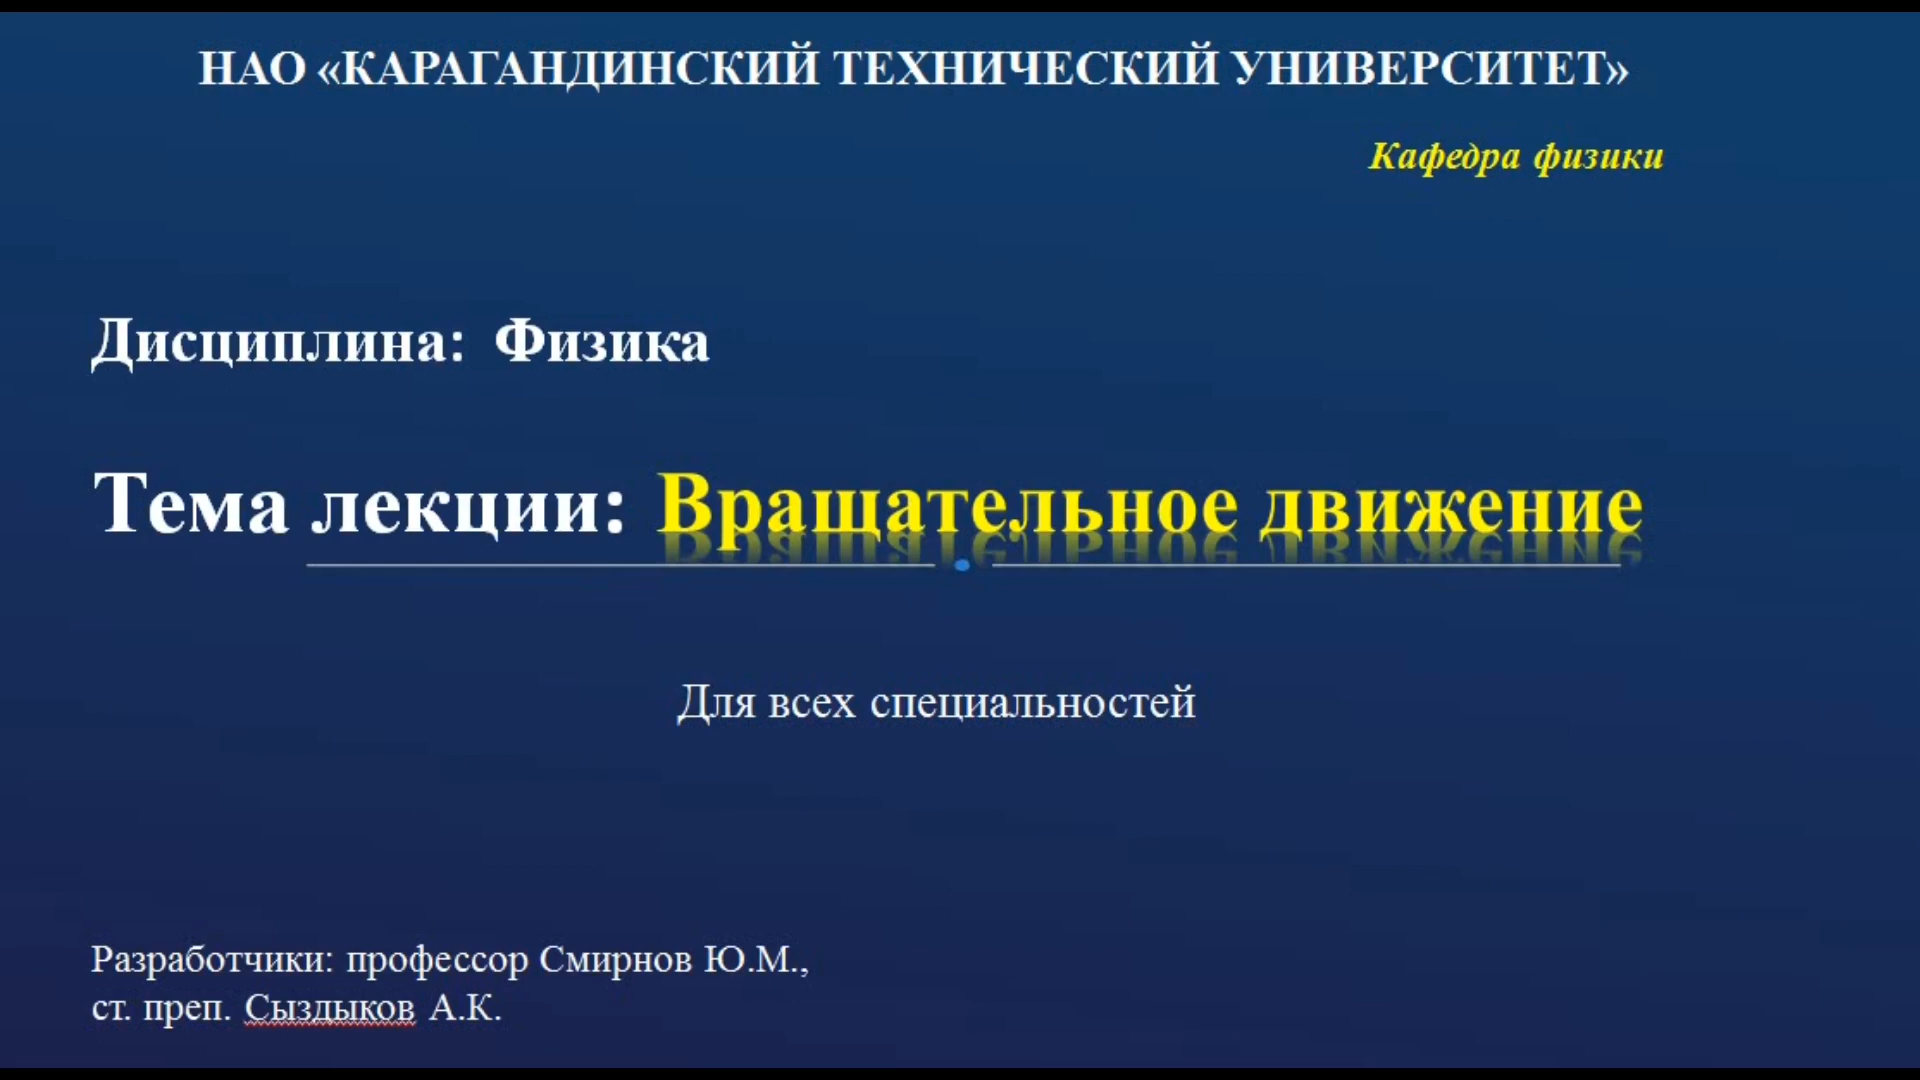 НАО «КАРАГАНДИНСКИЙ ТЕХНИЧЕСКИЙ УНИВЕРСИТЕТ»
Кафедра физики
Дисциплина: Физика
Тема лекции: Вращательное движение
Для всех специальностей
Разработчики: профессор Смирнов Ю.М.,
ст. преп. Сыздыков А.К.